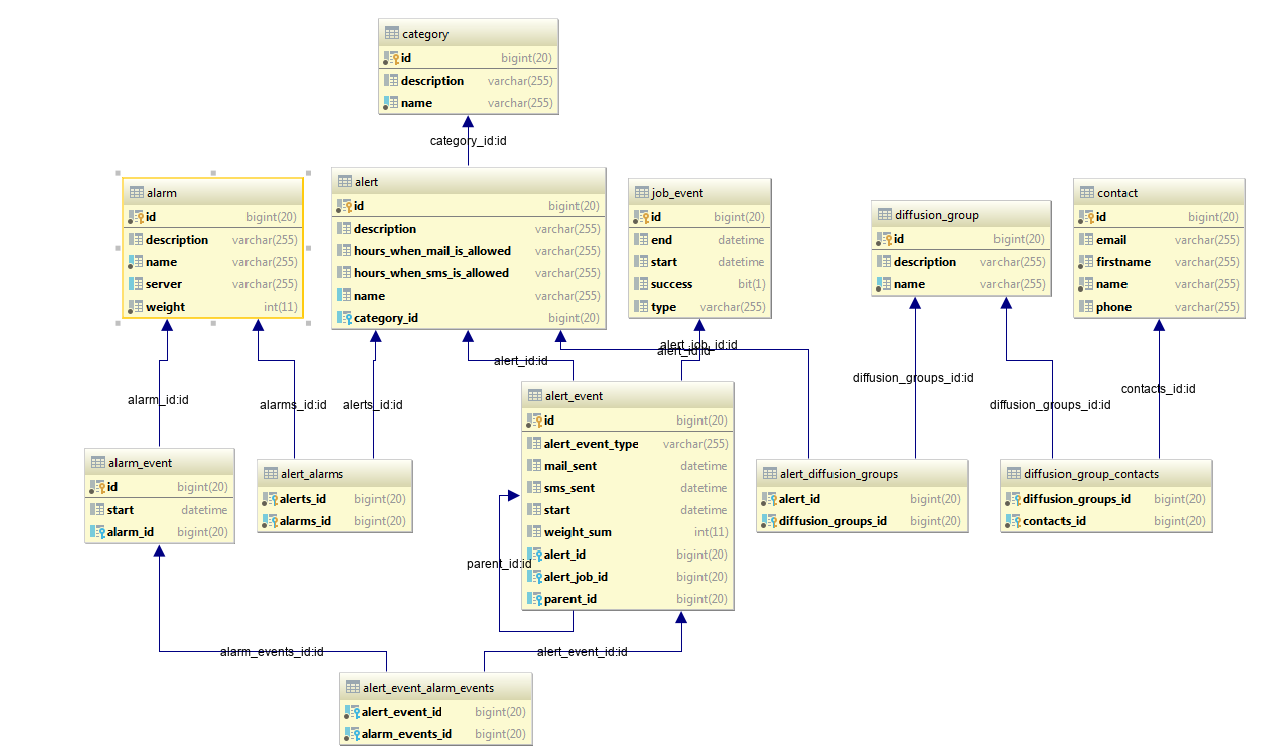 category
id bigint(20)
description varchar(255)
name varchar(255)
category_id:id
alarm
id bigint(20)
description varchar(255)
name varchar(255)
server varchar(255)
weight int(11)
alert
id bigint(20)
description varchar(255)
hours_when_mail_is_allowed varchar(255)
hours_when_sms_is_allowed varchar(255)
name varchar(255)
category_id bigint(20)
job_event
id bigint(20)
end datetime
start datetime
success bit(1)
type varchar(255)
diffusion_group
id bigint(20)
description varchar(255)
name varchar(255)
contact
id bigint(20)
email varchar(255)
firstname varchar(255)
name varchar(255)
phone varchar(255)
alarm_id:id
alarms_id:id
alerts_id:id
alert_id:id
alert_job_id:id
alert_id:id
diffusion_groups_id:id
diffusion_groups_id:id
contacts_id:id
alarm_event
id bigint(20)
start datetime
alarm_id bigint(20)
alert_alarms
alerts_id bigint(20)
alarms_id bigint(20)
alert_event
id bigint(20)
alert_event_type varchar(255)
mail_sent datetime
sms_sent datetime
start datetime
weight_sum int(11)
alert_id bigint(20)
alert_job_id bigint(20)
parent_id bigint(20)
parent_id:id
alert_diffusion_groups
alert_id bigint(20)
diffusion_groups_id bigint(20)
diffusion_group_contacts
diffusion_groups_id bigint(20)
contacts_id bigint(20)
alarm_events_id:id
alert_event_id:id
alert_event_alarm_events
alert_event_id bigint(20)
alarm_events_id bigint(20)